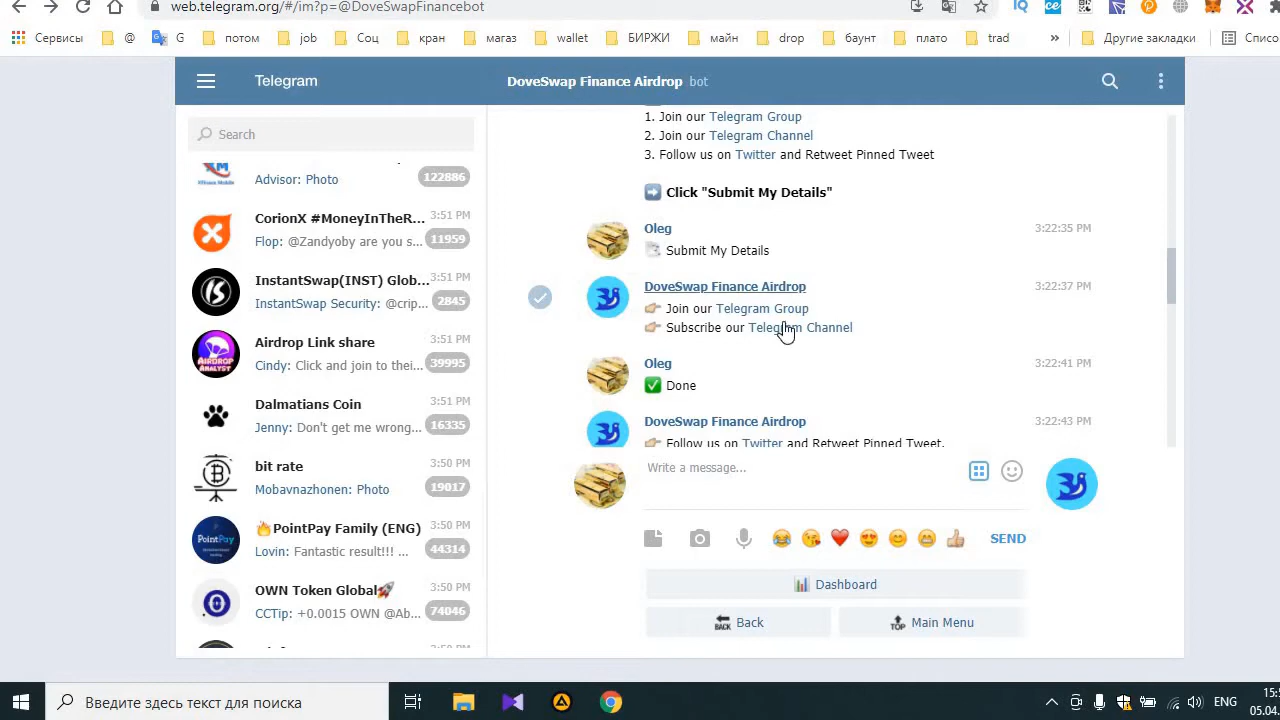 web.telegram.org/#/im?p=@DoveSwapFinancebot
Сервисы @ G потом job Соц кран магаз wallet БИРЖИ майн drop баунт плато trad » Другие закладки Списо
Telegram
DoveSwap Finance Airdrop bot
Search
Advisor: Photo 122886
CorionX #MoneyInTheR... 3:51 PM
Flop: @Zandyoby are you s... 11959
InstantSwap(INST) Glob... 3:51 PM
InstantSwap Security: @crip... 2845
Airdrop Link share 3:51 PM
Cindy: Click and join to thei... 39995
Dalmatians Coin 3:51 PM
Jenny: Don't get me wrong... 16335
bit rate 3:50 PM
Mobavnazhonen: Photo 19017
🔥PointPay Family (ENG) 3:50 PM
Lovin: Fantastic result!!! ... 44314
OWN Token Global🚀 3:50 PM
CCTip: +0.0015 OWN @Ab... 74046
1. Join our Telegram Group
2. Join our Telegram Channel
3. Follow us on Twitter and Retweet Pinned Tweet
➡️ Click "Submit My Details"
Oleg 3:22:35 PM
Submit My Details
DoveSwap Finance Airdrop 3:22:37 PM
👉 Join our Telegram Group
👉 Subscribe our Telegram Channel
Oleg 3:22:41 PM
✅ Done
DoveSwap Finance Airdrop 3:22:43 PM
👉 Follow us on Twitter and Retweet Pinned Tweet.
Write a message...
SEND
📊 Dashboard
🔙 Back
🔝 Main Menu
Введите здесь текст для поиска
ENG
15:5
05.04.